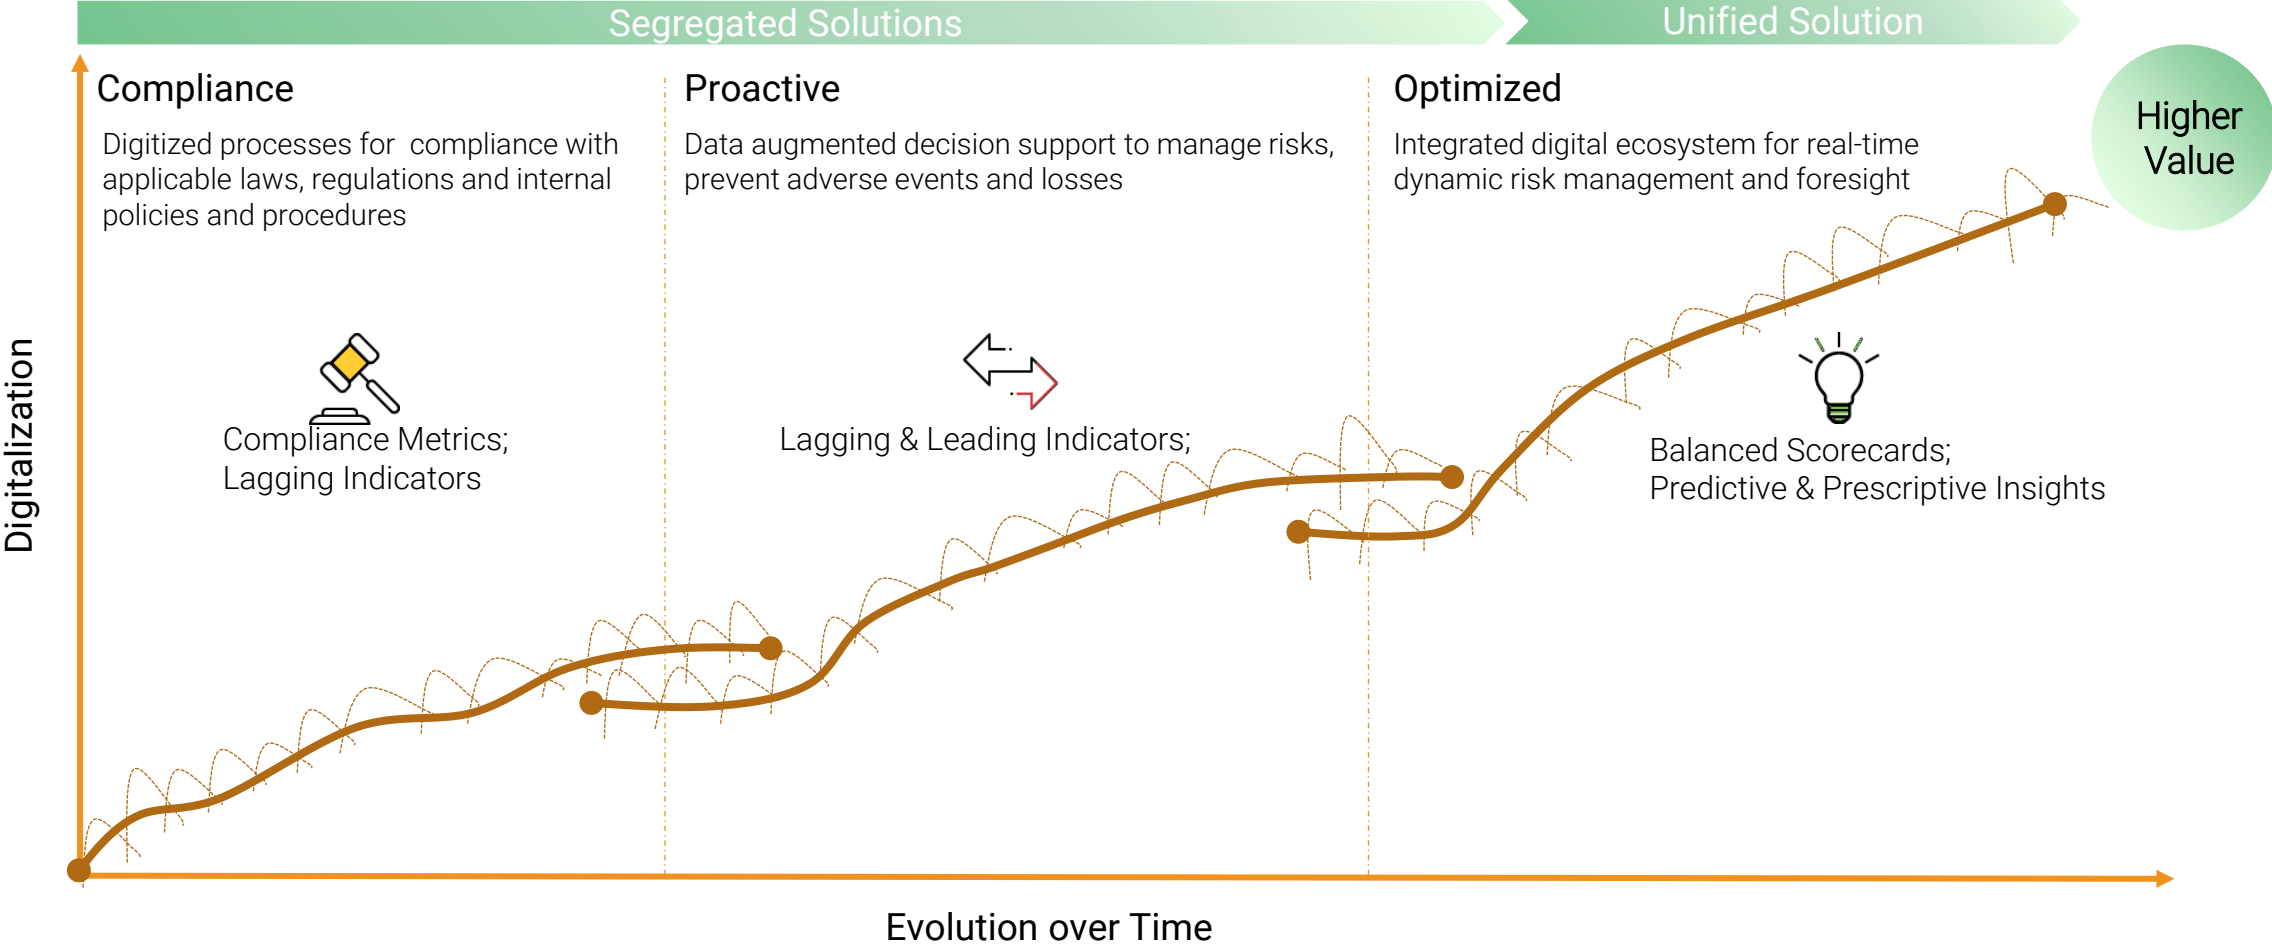 Segregated Solutions
Unified Solution
Compliance
Digitized processes for  compliance with
applicable laws, regulations and internal
policies and procedures
Proactive
Data augmented decision support to manage risks,
prevent adverse events and losses
Optimized
Integrated digital ecosystem for real-time
dynamic risk management and foresight
Higher
Value
Compliance Metrics;
Lagging Indicators
Lagging & Leading Indicators;
Balanced Scorecards;
Predictive & Prescriptive Insights
Digitalization
Evolution over Time